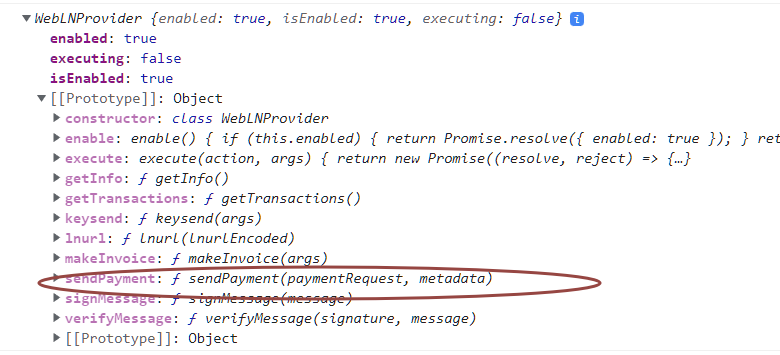 WebLNProvider {enabled: true, isEnabled: true, executing: false} i
enabled: true
executing: false
isEnabled: true
[[Prototype]]: Object
constructor: class WebLNProvider
enable: enable() { if (this.enabled) { return Promise.resolve({ enabled: true }); } ret
execute: execute(action, args) { return new Promise((resolve, reject) => {…}
getInfo: ƒ getInfo()
getTransactions: ƒ getTransactions()
keysend: ƒ keysend(args)
lnurl: ƒ lnurl(lnurlEncoded)
makeInvoice: ƒ makeInvoice(args)
sendPayment: ƒ sendPayment(paymentRequest, metadata)
signMessage: ƒ signMessage(message)
verifyMessage: ƒ verifyMessage(signature, message)
[[Prototype]]: Object